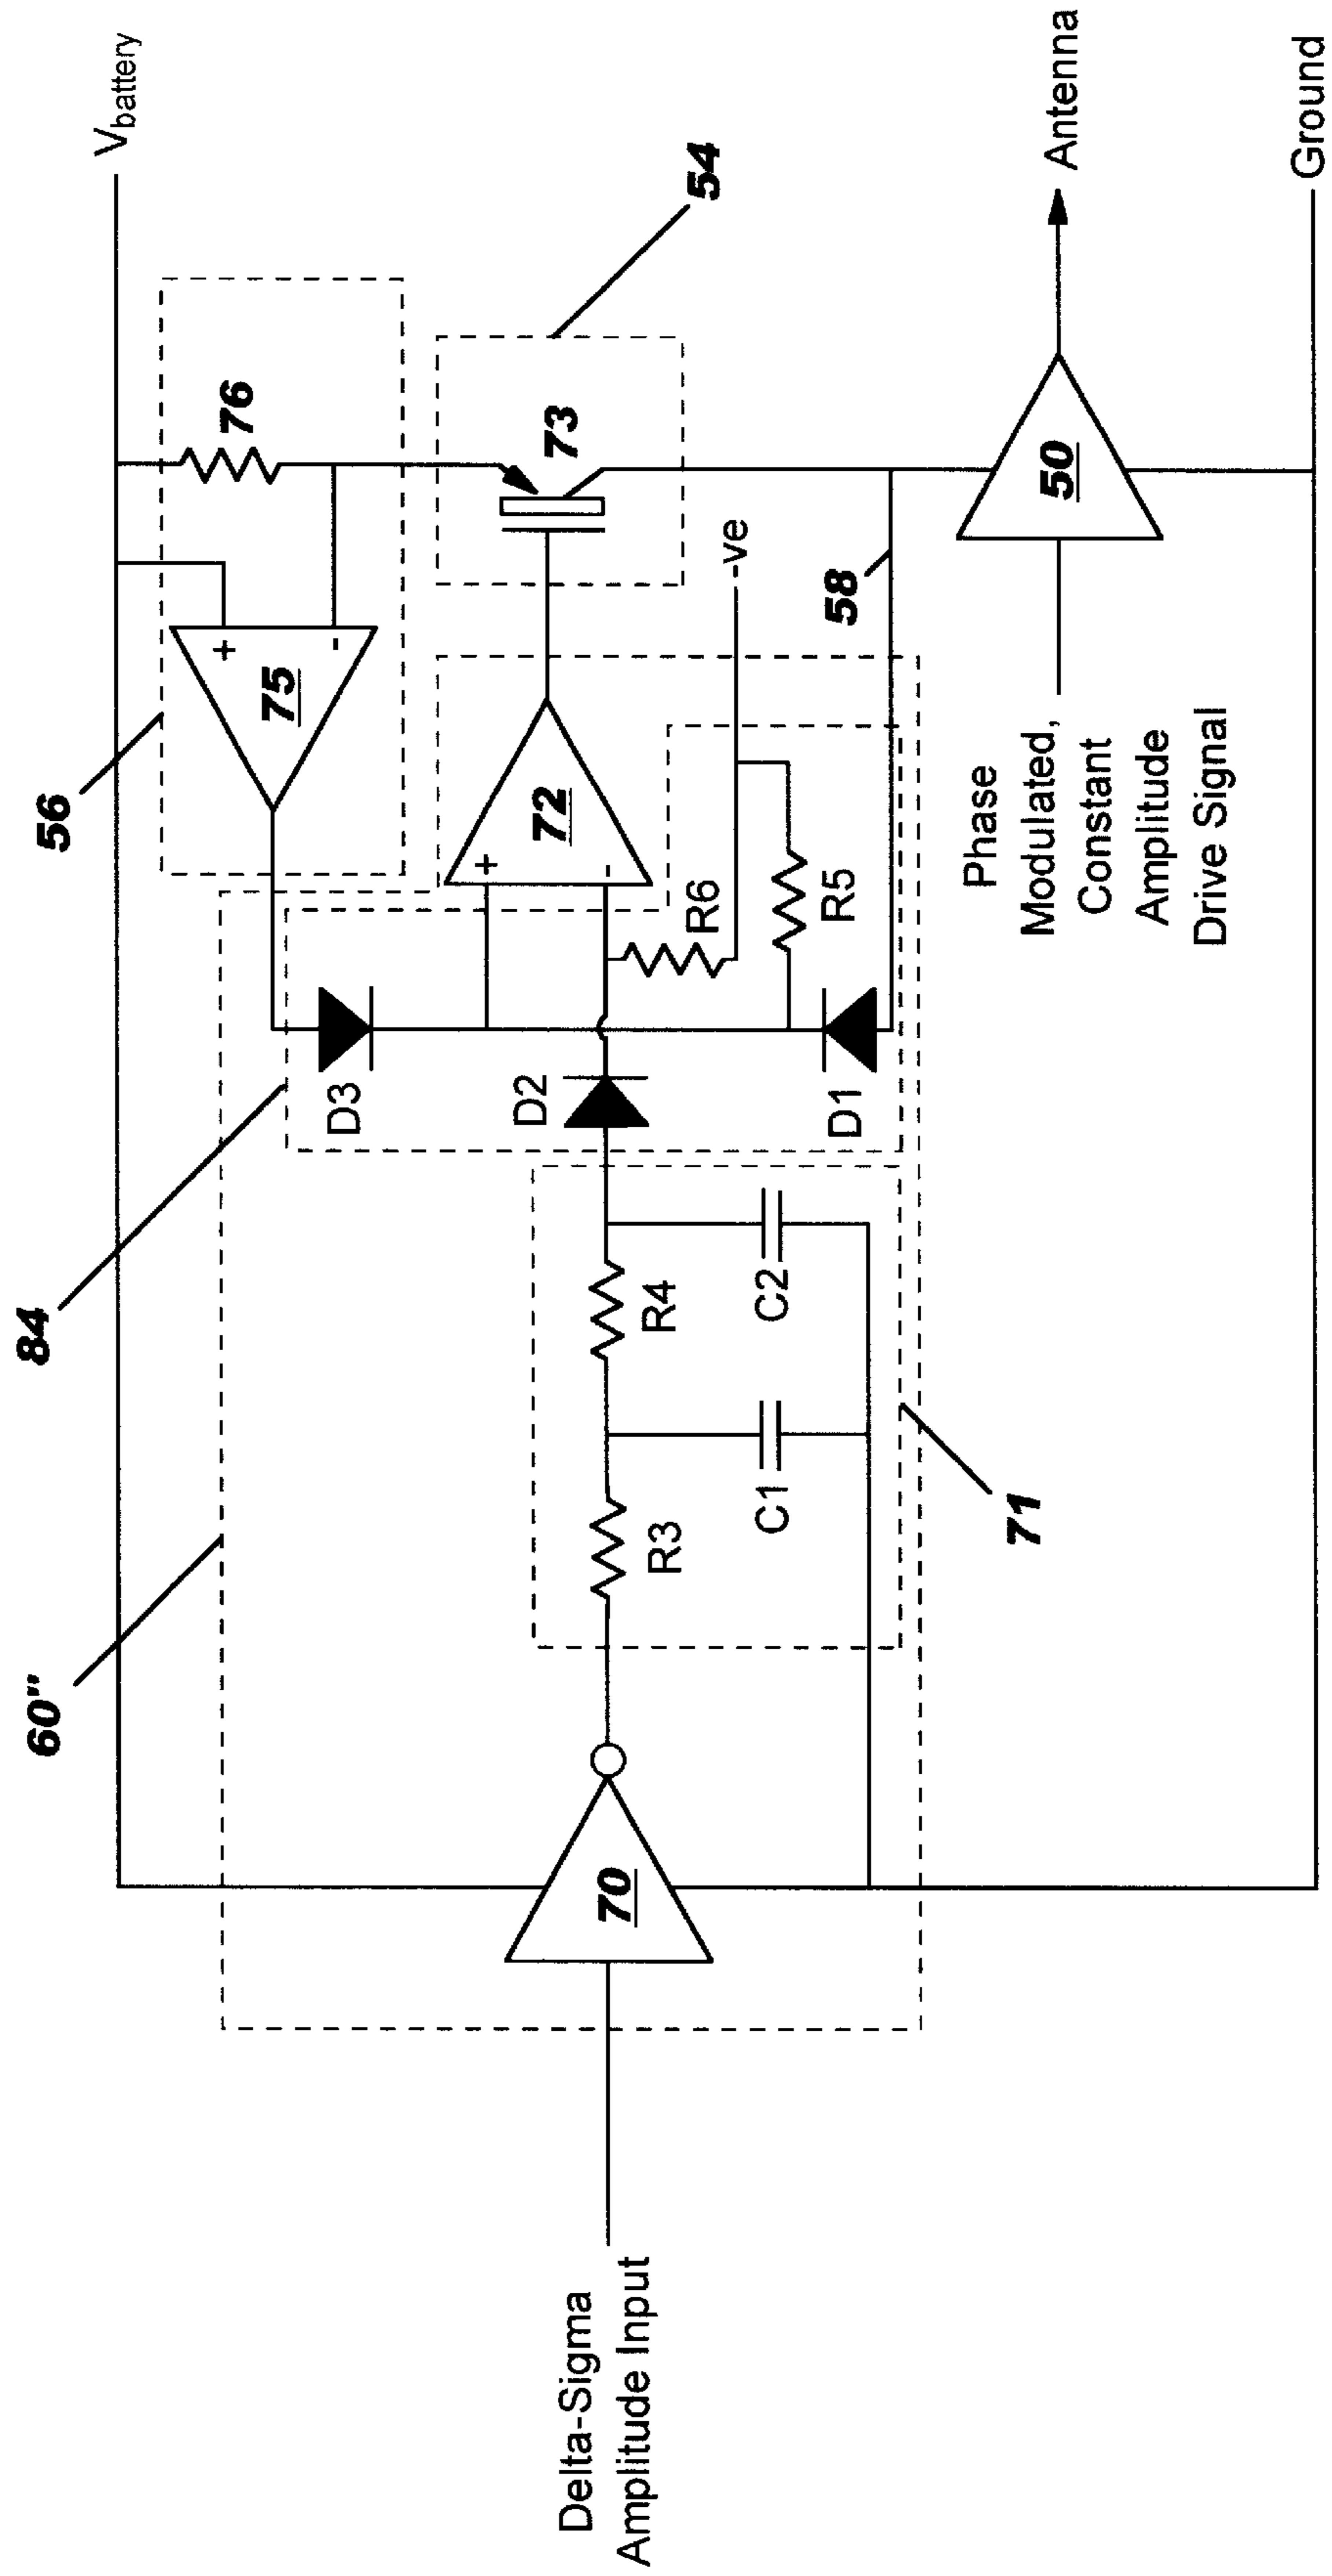 V battery
56
76
75
+
-
54
73
84
60"
D3
72
+
-
R6
-ve
D2
R5
58
D1
70
R3
R4
C1
C2
71
50
Antenna
Ground
Delta-Sigma
Amplitude Input
Phase
Modulated,
Constant
Amplitude
Drive Signal